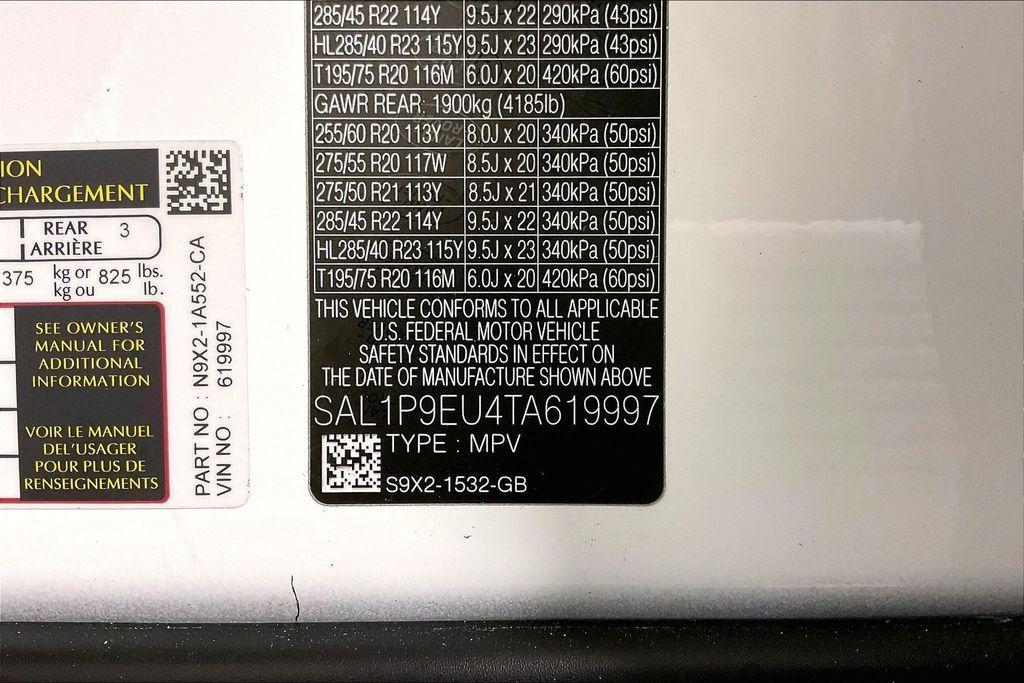 ION
CHARGEMENT
REAR 3
ARRIÈRE
375 kg or 825 lbs.
kg ou lb.
SEE OWNER'S
MANUAL FOR
ADDITIONAL
INFORMATION
VOIR LE MANUEL
DEL'USAGER
POUR PLUS DE
RENSEIGNEMENTS
PART NO : N9X2-1A552-CA
VIN NO : 619997
285/45 R22 114Y 9.5J x 22 290kPa (43psi)
HL285/40 R23 115Y 9.5J x 23 290kPa (43psi)
T195/75 R20 116M 6.0J x 20 420kPa (60psi)
GAWR REAR: 1900kg (4185lb)
255/60 R20 113Y 8.0J x 20 340kPa (50psi)
275/55 R20 117W 8.5J x 20 340kPa (50psi)
275/50 R21 113Y 8.5J x 21 340kPa (50psi)
285/45 R22 114Y 9.5J x 22 340kPa (50psi)
HL285/40 R23 115Y 9.5J x 23 340kPa (50psi)
T195/75 R20 116M 6.0J x 20 420kPa (60psi)
THIS VEHICLE CONFORMS TO ALL APPLICABLE
U.S. FEDERAL MOTOR VEHICLE
SAFETY STANDARDS IN EFFECT ON
THE DATE OF MANUFACTURE SHOWN ABOVE
SAL1P9EU4TA619997
TYPE : MPV
S9X2-1532-GB